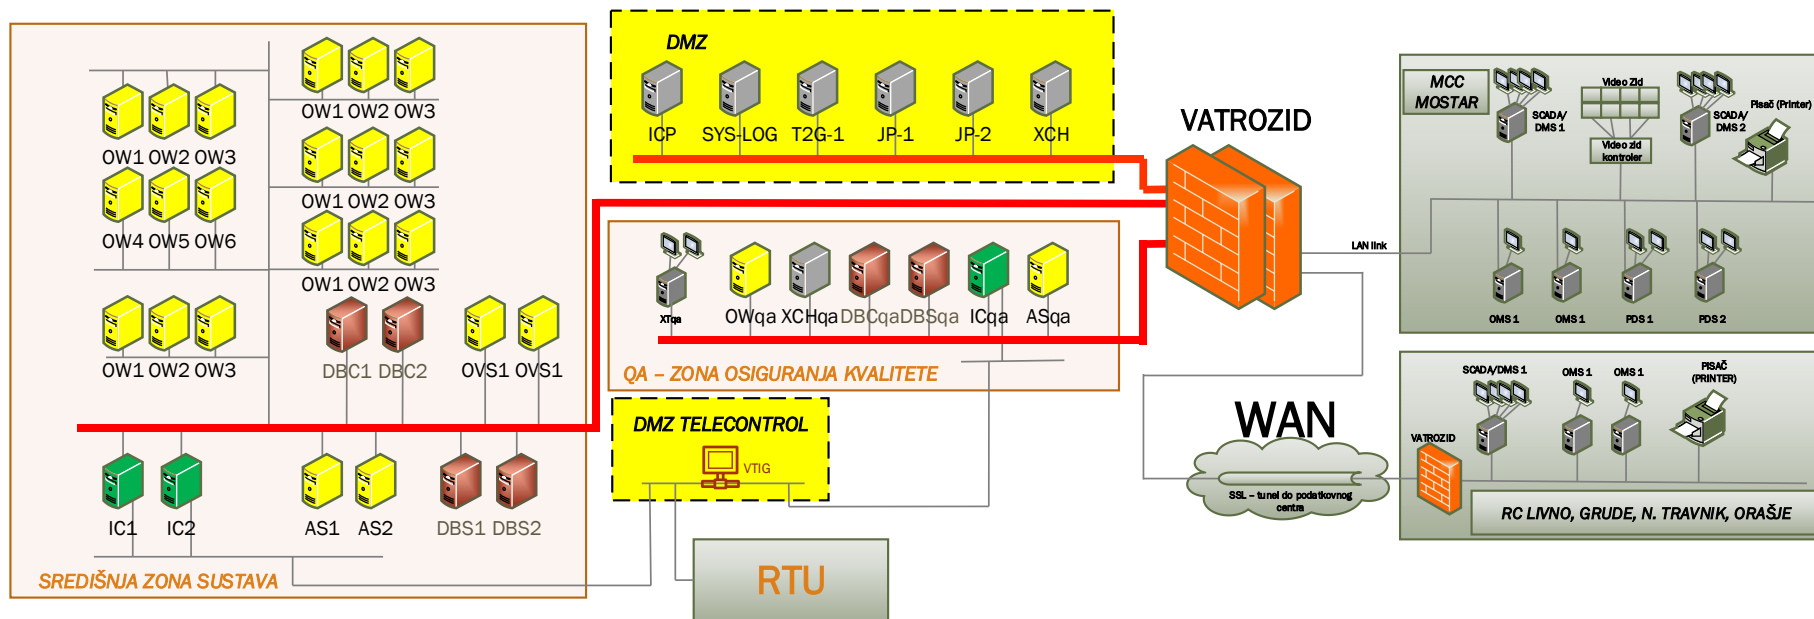 OW1 OW2 OW3
OW1 OW2 OW3
OW1 OW2 OW3
OW4 OW5 OW6
OW1 OW2 OW3
OW1 OW2 OW3
OW1 OW2 OW3
DBC1 DBC2
OVS1 OVS1
IC1 IC2
AS1 AS2
DBS1 DBS2
SREDIŠNJA ZONA SUSTAVA
DMZ
ICP SYS-LOG T2G-1 JP-1 JP-2 XCH
XTqa OWqa XCHqa DBCqa DBSqa ICqa ASqa
QA – ZONA OSIGURANJA KVALITETE
DMZ TELECONTROL
VTIG
RTU
VATROZID
LAN link
WAN
SSL – tunel do podatkovnog
centra
MCC
MOSTAR
SCADA/
DMS 1
Video Zid
Video zid
kontroler
SCADA/
DMS 2
Pisač (Printer)
OMS 1 OMS 1 PDS 1 PDS 2
SCADA/DMS 1 OMS 1 OMS 1
PISAČ
(PRINTER)
VATROZID
RC LIVNO, GRUDE, N. TRAVNIK, ORAŠJE